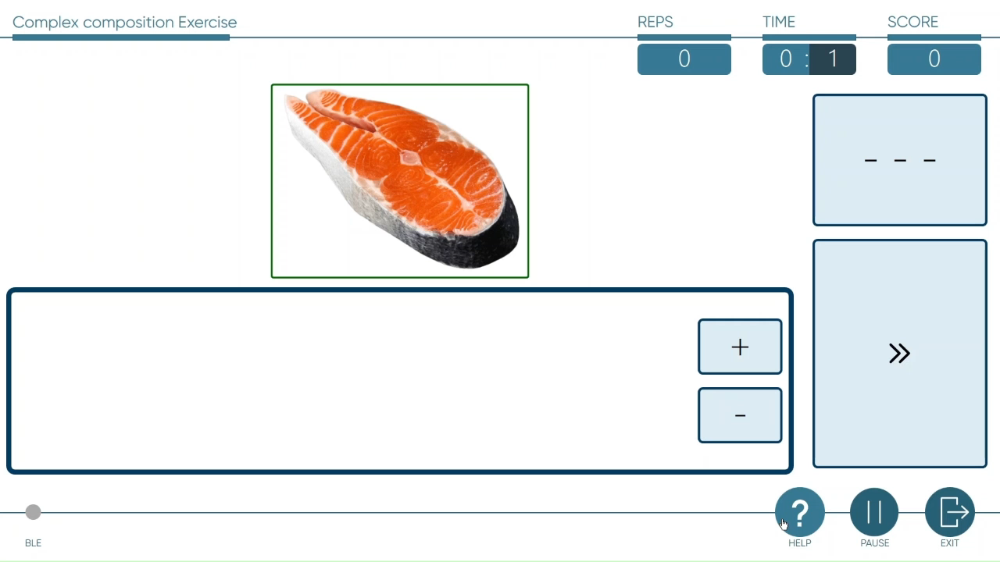 Complex composition Exercise
REPS
TIME
SCORE
0
0 : 1
0
_ _ _
+
-
»
?
BLE
HELP
PAUSE
EXIT